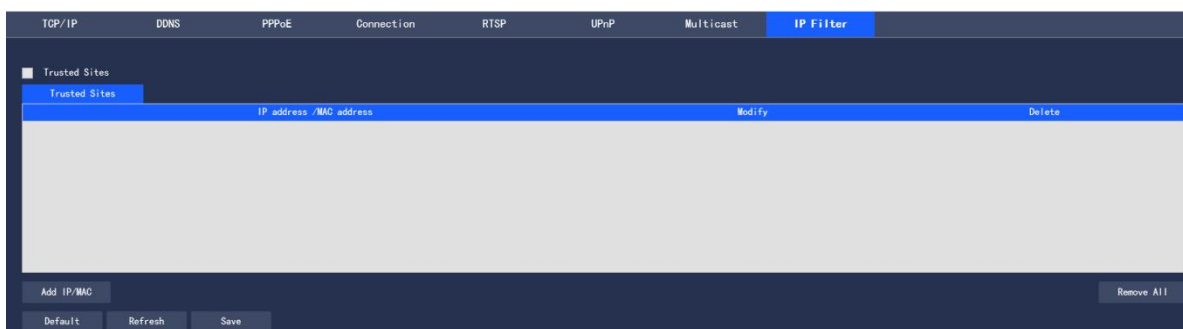 TCP/IP DDNS PPPoE Connection RTSP UPnP Multicast IP Filter
Trusted Sites
Trusted Sites
IP address /MAC address Modify Delete
Add IP/MAC Remove All
Default Refresh Save